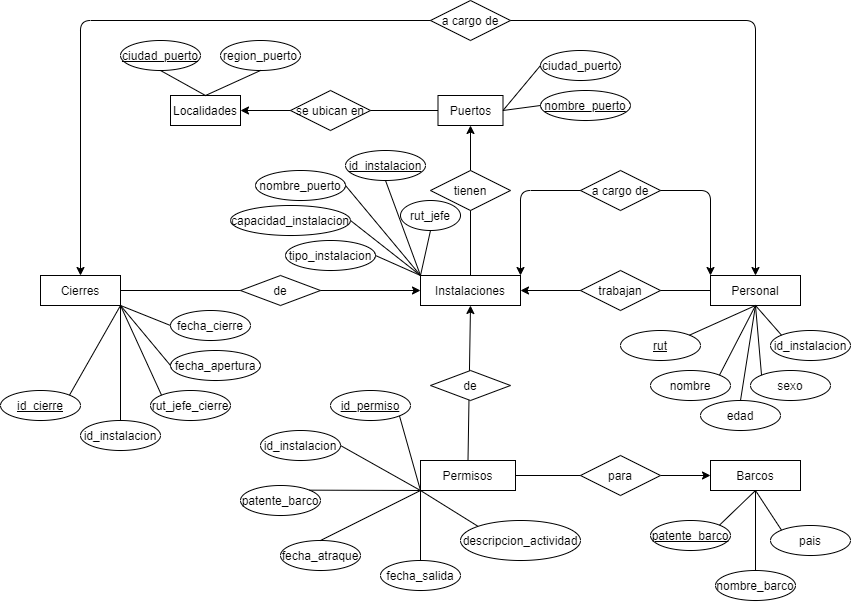 a cargo de
ciudad_puerto
region_puerto
ciudad_puerto
Localidades
se ubican en
Puertos
nombre_puerto
id_instalacion
nombre_puerto
tienen
a cargo de
capacidad_instalacion
rut_jefe
tipo_instalacion
Cierres
de
Instalaciones
trabajan
Personal
fecha_cierre
rut
id_instalacion
fecha_apertura
nombre
de
sexo
id_cierre
rut_jefe_cierre
id_permiso
edad
id_instalacion
id_instalacion
Permisos
para
Barcos
patente_barco
descripcion_actividad
patente_barco
pais
fecha_atraque
fecha_salida
nombre_barco